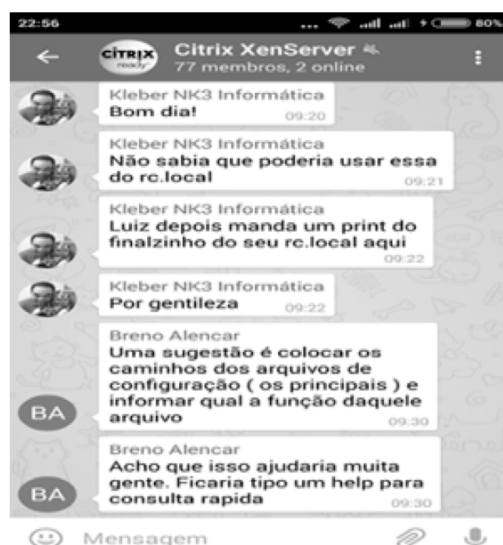 22:56 ... 80%
CİTRIX Citrix XenServer
ready 77 membros, 2 online
Kleber NK3 Informática
Bom dia! 09:20
Kleber NK3 Informática
Não sabia que poderia usar essa
do rc.local 09:21
Kleber NK3 Informática
Luiz depois manda um print do
finalzinho do seu rc.local aqui
09:22
Kleber NK3 Informática
Por gentileza 09:22
Breno Alencar
Uma sugestão é colocar os
caminhos dos arquivos de
configuração ( os principais ) e
informar qual a função daquele
arquivo 09:30
BA
Breno Alencar
Acho que isso ajudaria muita
gente. Ficaria tipo um help para
consulta rapida 09:30
BA
Mensagem